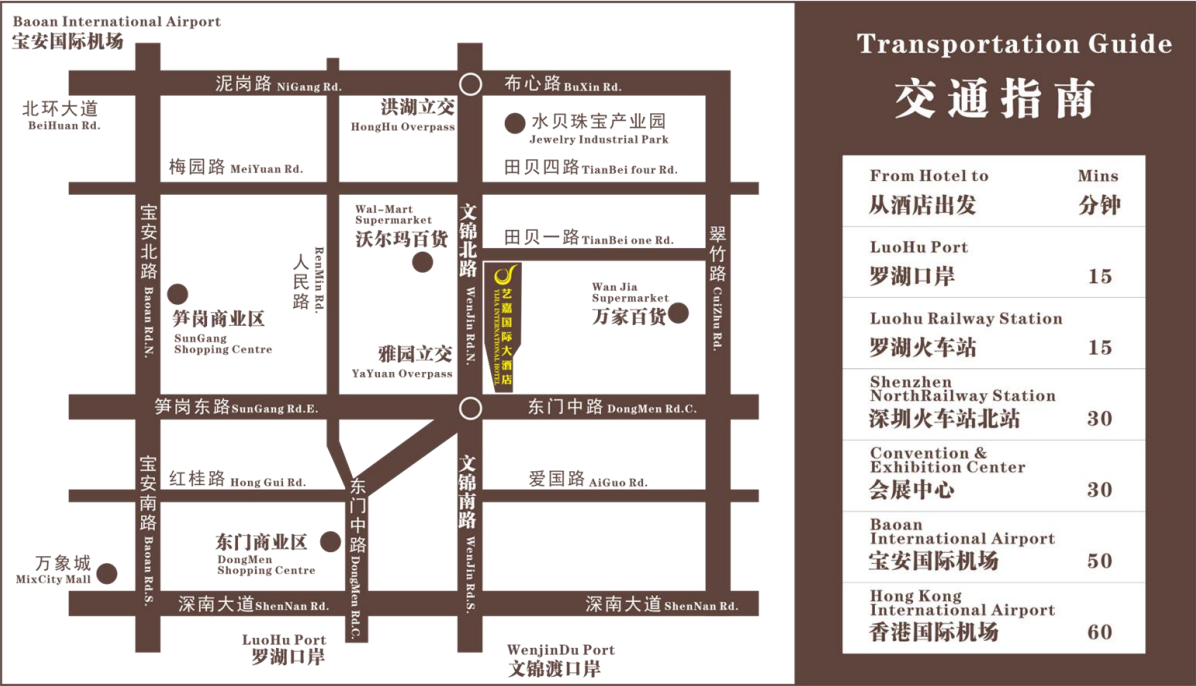 Baoan International Airport
宝安国际机场
泥岗路 NiGang Rd.
布心路 BuXin Rd.
北环大道
BeiHuan Rd.
洪湖立交
HongHu Overpass
水贝珠宝产业园
Jewelry Industrial Park
梅园路 MeiYuan Rd.
田贝四路 TianBei four Rd.
宝安北路 Baoan Rd.N.
人民路 RenMin Rd.
Wal-Mart
Supermarket
沃尔玛百货
文锦北路 WenJin Rd.N.
田贝一路 TianBei one Rd.
翠竹路 CuiZhu Rd.
艺嘉国际大酒店
YIJIA INTERNATIONAL HOTEL
Wan Jia
Supermarket
万家百货
笋岗商业区
SunGang
Shopping Centre
雅园立交
YaYuan Overpass
笋岗东路 SunGang Rd.E.
东门中路 DongMen Rd.C.
宝安南路 Baoan Rd.S.
红桂路 Hong Gui Rd.
东门中路 DongMen Rd.C.
文锦南路 WenJin Rd.S.
爱国路 AiGuo Rd.
东门商业区
DongMen
Shopping Centre
万象城
MixCity Mall
深南大道 ShenNan Rd.
深南大道 ShenNan Rd.
LuoHu Port
罗湖口岸
WenjinDu Port
文锦渡口岸
Transportation Guide
交通指南
From Hotel to Mins
从酒店出发 分钟
LuoHu Port
罗湖口岸 15
Luohu Railway Station
罗湖火车站 15
Shenzhen
NorthRailway Station
深圳火车站北站 30
Convention &
Exhibition Center
会展中心 30
Baoan
International Airport
宝安国际机场 50
Hong Kong
International Airport
香港国际机场 60